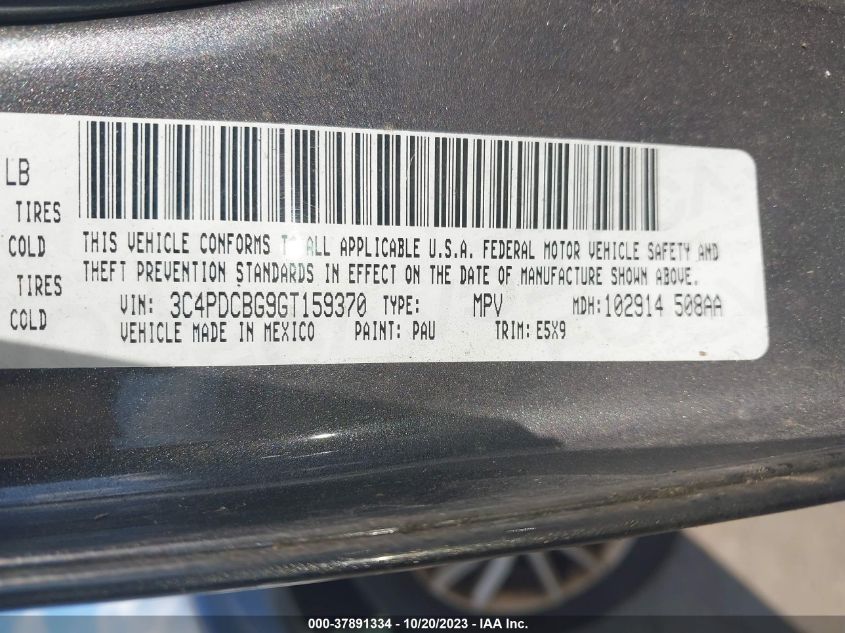 LB
TIRES
COLD
TIRES
COLD
THIS VEHICLE CONFORMS TO ALL APPLICABLE U.S.A. FEDERAL MOTOR VEHICLE SAFETY AND
THEFT PREVENTION STANDARDS IN EFFECT ON THE DATE OF MANUFACTURE SHOWN ABOVE.
VIN: 3C4PDCBG9GT159370 TYPE: MPV MDH:102914 508AA
VEHICLE MADE IN MEXICO PAINT: PAU TRIM: E5X9
000-37891334 - 10/20/2023 - IAA Inc.